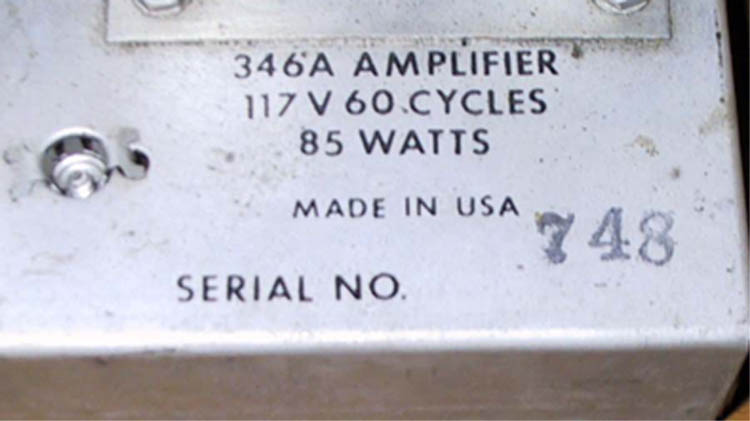 346A AMPLIFIER
117 V 60 CYCLES
85 WATTS
MADE IN USA
748
SERIAL NO.